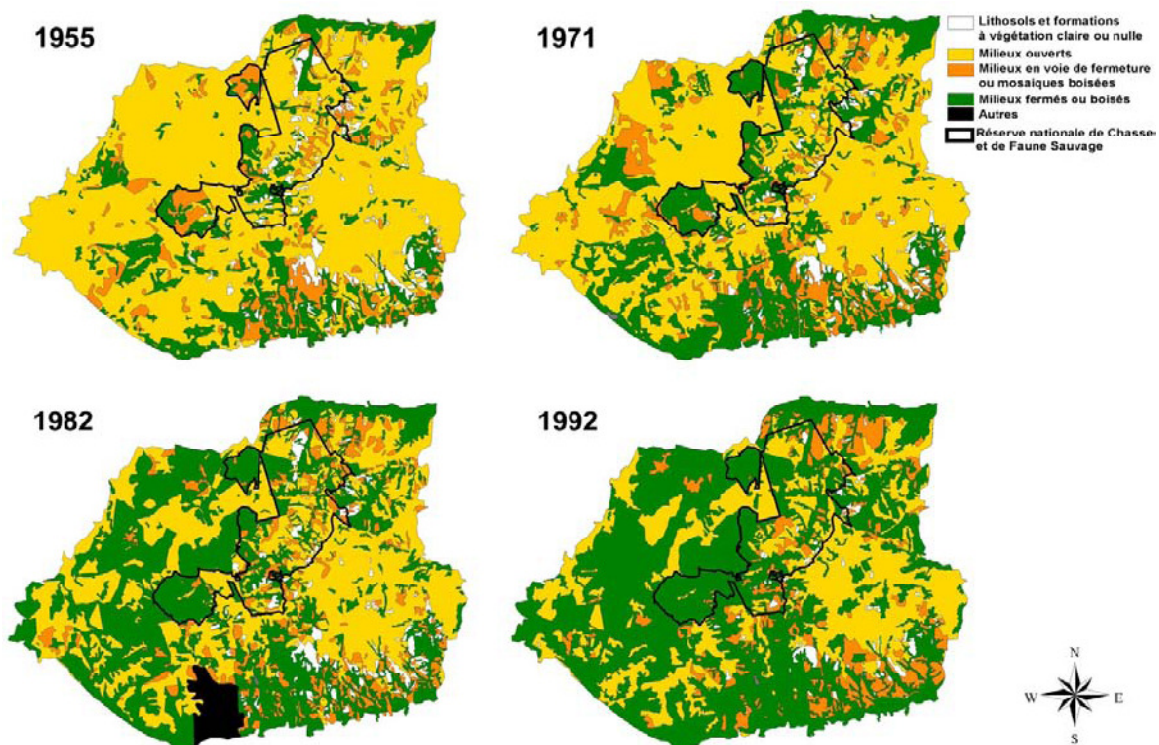 1955
1971
Lithosols et formations
à végétation claire ou nulle
Milieux ouverts
Milieux en voie de fermeture
ou mosaiques boisées
Milieux fermés ou boisés
Autres
Réserve nationale de Chasse
et de Faune Sauvage
1982
1992
N
W E
S